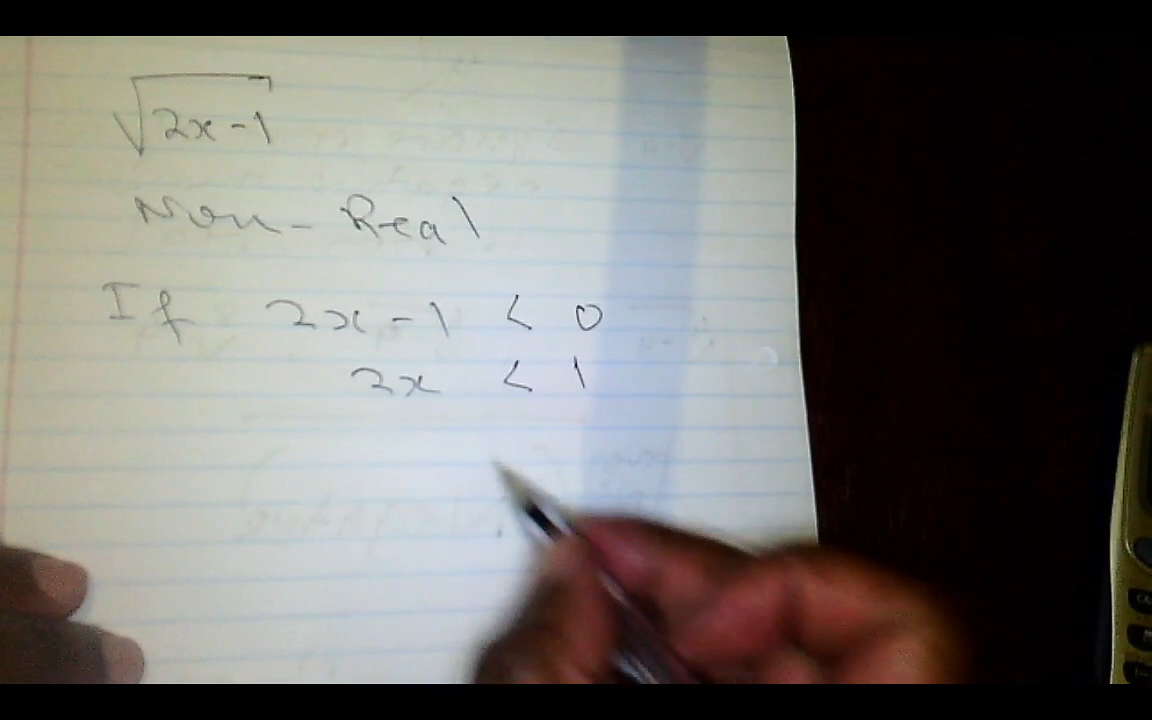 √2x-1
Non-Real
If 2x-1 < 0
2x < 1